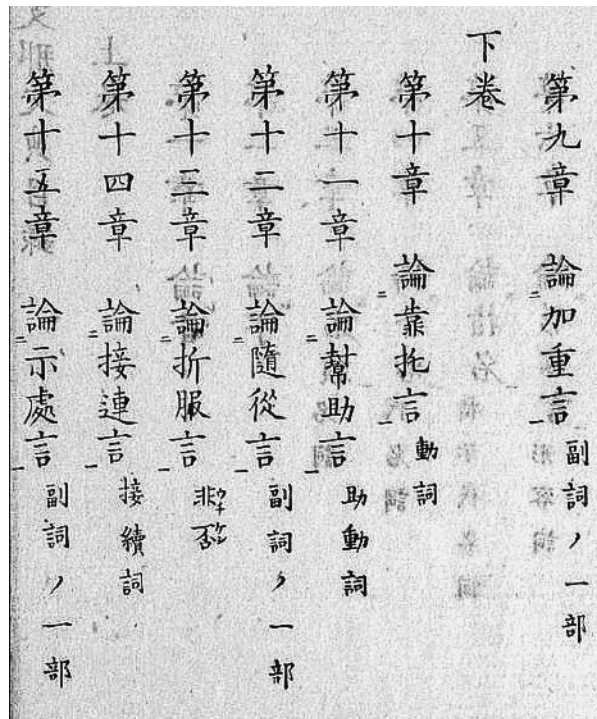 第九章 論加重言 副詞ノ一部
下卷
第十章 論靠托言 動詞
第十一章 論幫助言 助動詞
第十二章 論隨從言 副詞ノ一部
第十三章 論折服言 非否
第十四章 論接連言 接續詞
第十五章 論示處言 副詞ノ一部